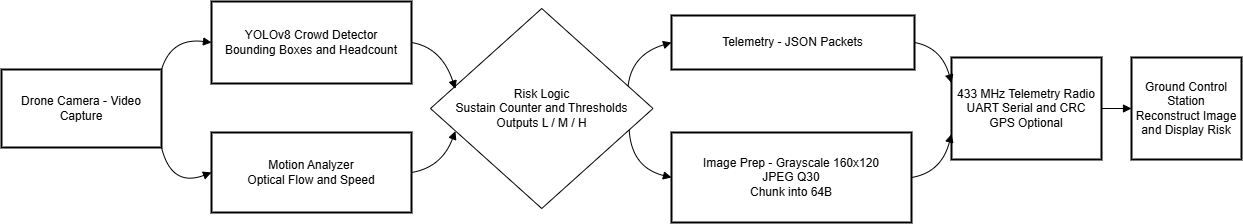 Drone Camera - Video
Capture
YOLOv8 Crowd Detector
Bounding Boxes and Headcount
Motion Analyzer
Optical Flow and Speed
Risk Logic
Sustain Counter and Thresholds
Outputs L / M / H
Telemetry - JSON Packets
Image Prep - Grayscale 160x120
JPEG Q30
Chunk into 64B
433 MHz Telemetry Radio
UART Serial and CRC
GPS Optional
Ground Control
Station
Reconstruct Image
and Display Risk